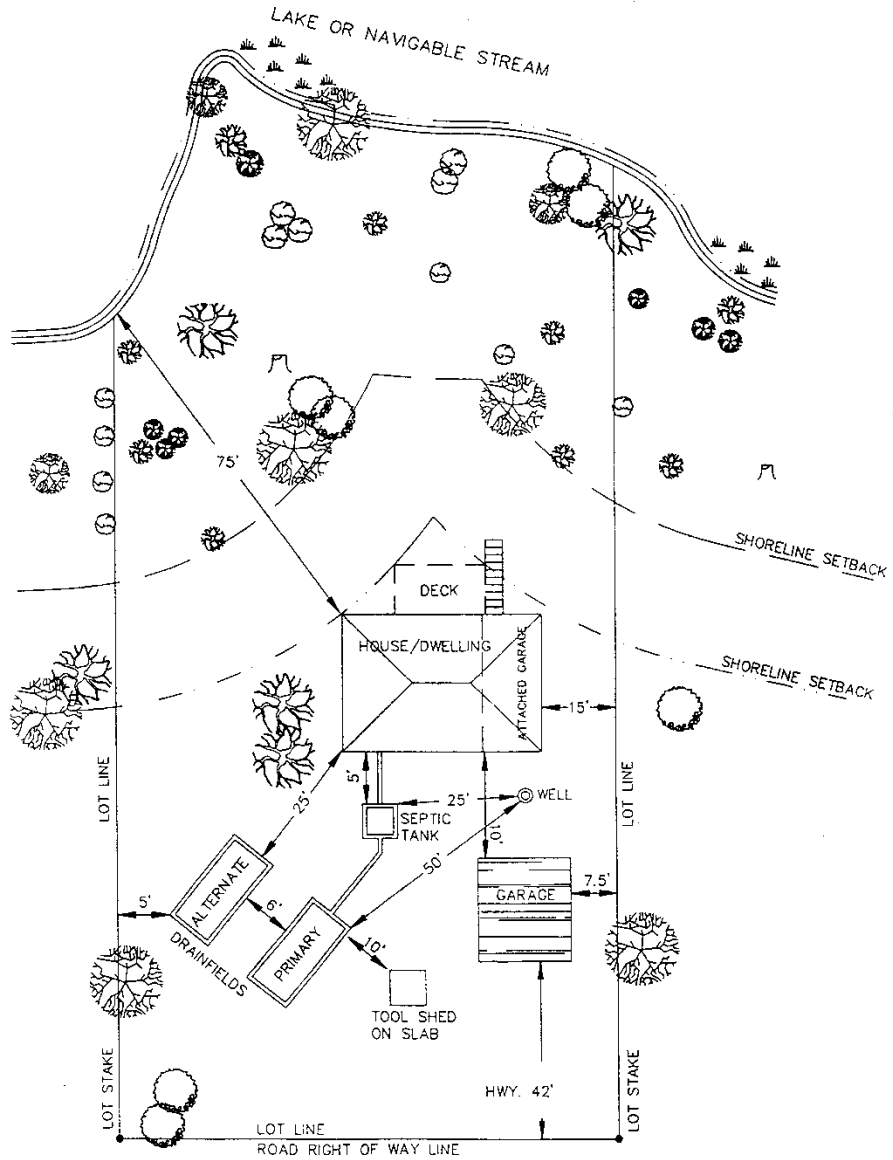 LAKE OR NAVIGABLE STREAM
75'
SHORELINE SETBACK
DECK
HOUSE/DWELLING
ATTACHED GARAGE
SHORELINE SETBACK
15'
LOT LINE
LOT LINE
5'
25'
25'
WELL
SEPTIC
TANK
10'
50'
ALTERNATE
GARAGE
7.5'
5'
6'
PRIMARY
DRAINFIELDS
10'
TOOL SHED
ON SLAB
LOT STAKE
HWY. 42'
LOT STAKE
LOT LINE
ROAD RIGHT OF WAY LINE